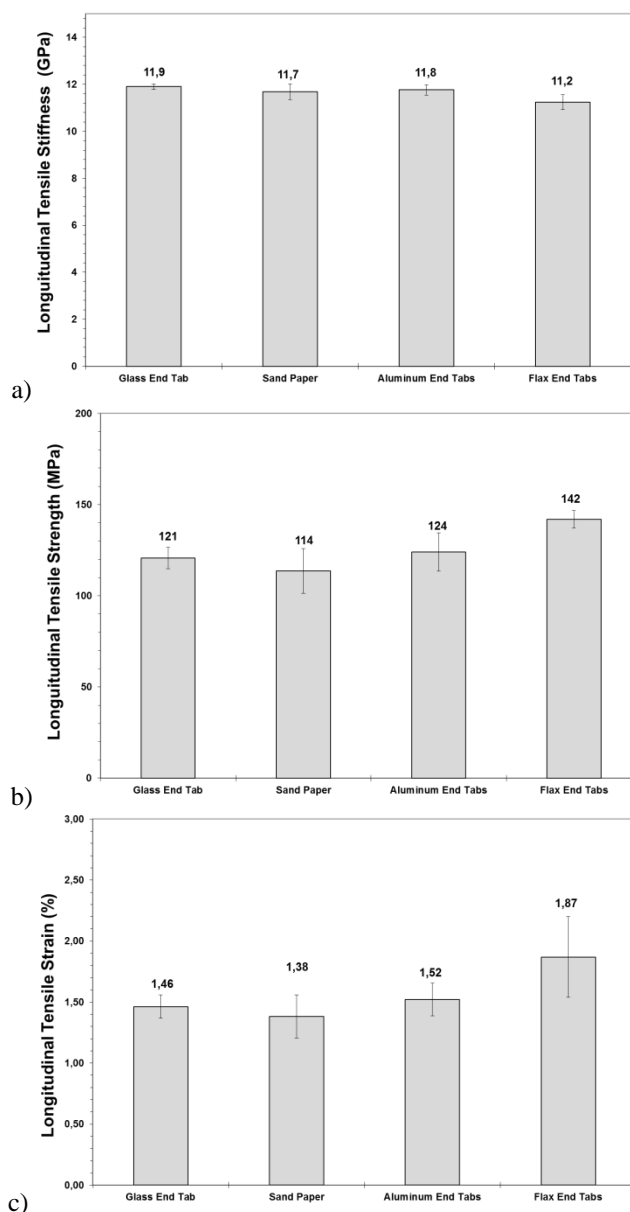 Longuitudinal Tensile Stiffness (GPa)
14
12
10
8
6
4
2
0
11,9
11,7
11,8
11,2
Glass End Tab
Sand Paper
Aluminum End Tabs
Flax End Tabs
a)
Longuitudinal Tensile Strength (MPa)
200
150
100
50
0
121
114
124
142
Glass End Tab
Sand Paper
Aluminum End Tabs
Flax End Tabs
b)
Longitudinal Tensile Strain (%)
3,00
2,50
2,00
1,50
1,00
0,50
0,00
1,46
1,38
1,52
1,87
Glass End Tab
Sand Paper
Aluminum End Tabs
Flax End Tabs
c)